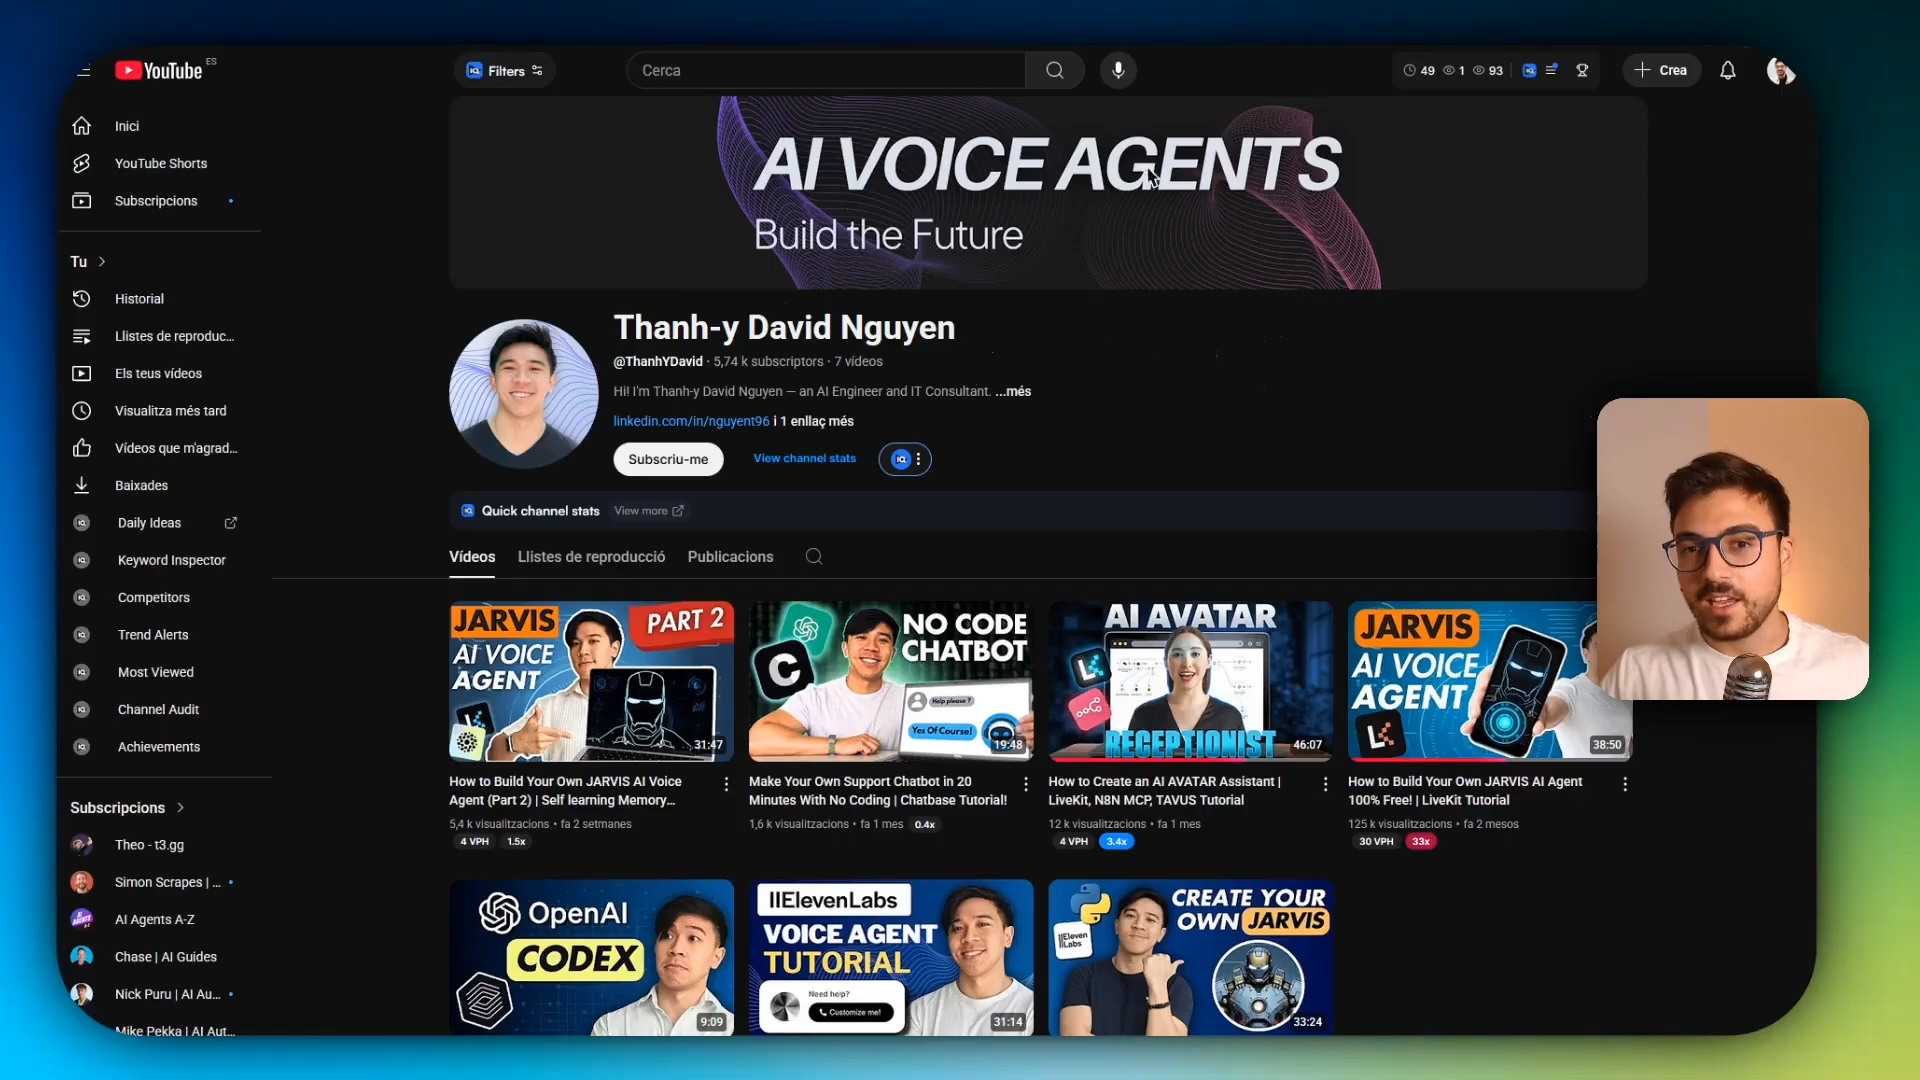 YouTube ES
Filters
Cerca
49 1 93
Crea
Inici
YouTube Shorts
Subscripcions
Tu
Historial
Llistes de reproduc...
Els teus vídeos
Visualitza més tard
Vídeos que m'agrad...
Baixades
Daily Ideas
Keyword Inspector
Competitors
Trend Alerts
Most Viewed
Channel Audit
Achievements
Subscripcions
Theo - t3.gg
Simon Scrapes | ...
AI Agents A-Z
Chase | AI Guides
Nick Puru | AI Au...
Mike Pekka | AI Aut...
AI VOICE AGENTS
Build the Future
Thanh-y David Nguyen
@ThanhYDavid · 5,74 k subscriptors · 7 vídeos
Hi! I'm Thanh-y David Nguyen — an AI Engineer and IT Consultant. ...més
linkedin.com/in/nguyent96 i 1 enllaç més
Subscriu-me
View channel stats
Quick channel stats View more
Vídeos Llistes de reproducció Publicacions
JARVIS
PART 2
AI VOICE
AGENT
31:47
How to Build Your Own JARVIS AI Voice
Agent (Part 2) | Self learning Memory...
5,4 k visualitzacions · fa 2 setmanes
4 VPH 1.5x
NO CODE
CHATBOT
Help please ?
Yes Of Course!
19:48
Make Your Own Support Chatbot in 20
Minutes With No Coding | Chatbase Tutorial!
1,6 k visualitzacions · fa 1 mes 0.4x
AI AVATAR
RECEPTIONIST
46:07
How to Create an AI AVATAR Assistant |
LiveKit, N8N MCP, TAVUS Tutorial
12 k visualitzacions · fa 1 mes
4 VPH 3.4x
JARVIS
AI VOICE
AGENT
38:50
How to Build Your Own JARVIS AI Agent
100% Free! | LiveKit Tutorial
125 k visualitzacions · fa 2 mesos
30 VPH 33x
OpenAI
CODEX
9:09
IIElevenLabs
VOICE AGENT
TUTORIAL
Need help?
Customize me!
31:14
CREATE YOUR
OWN JARVIS
IIEleven
Labs
33:24